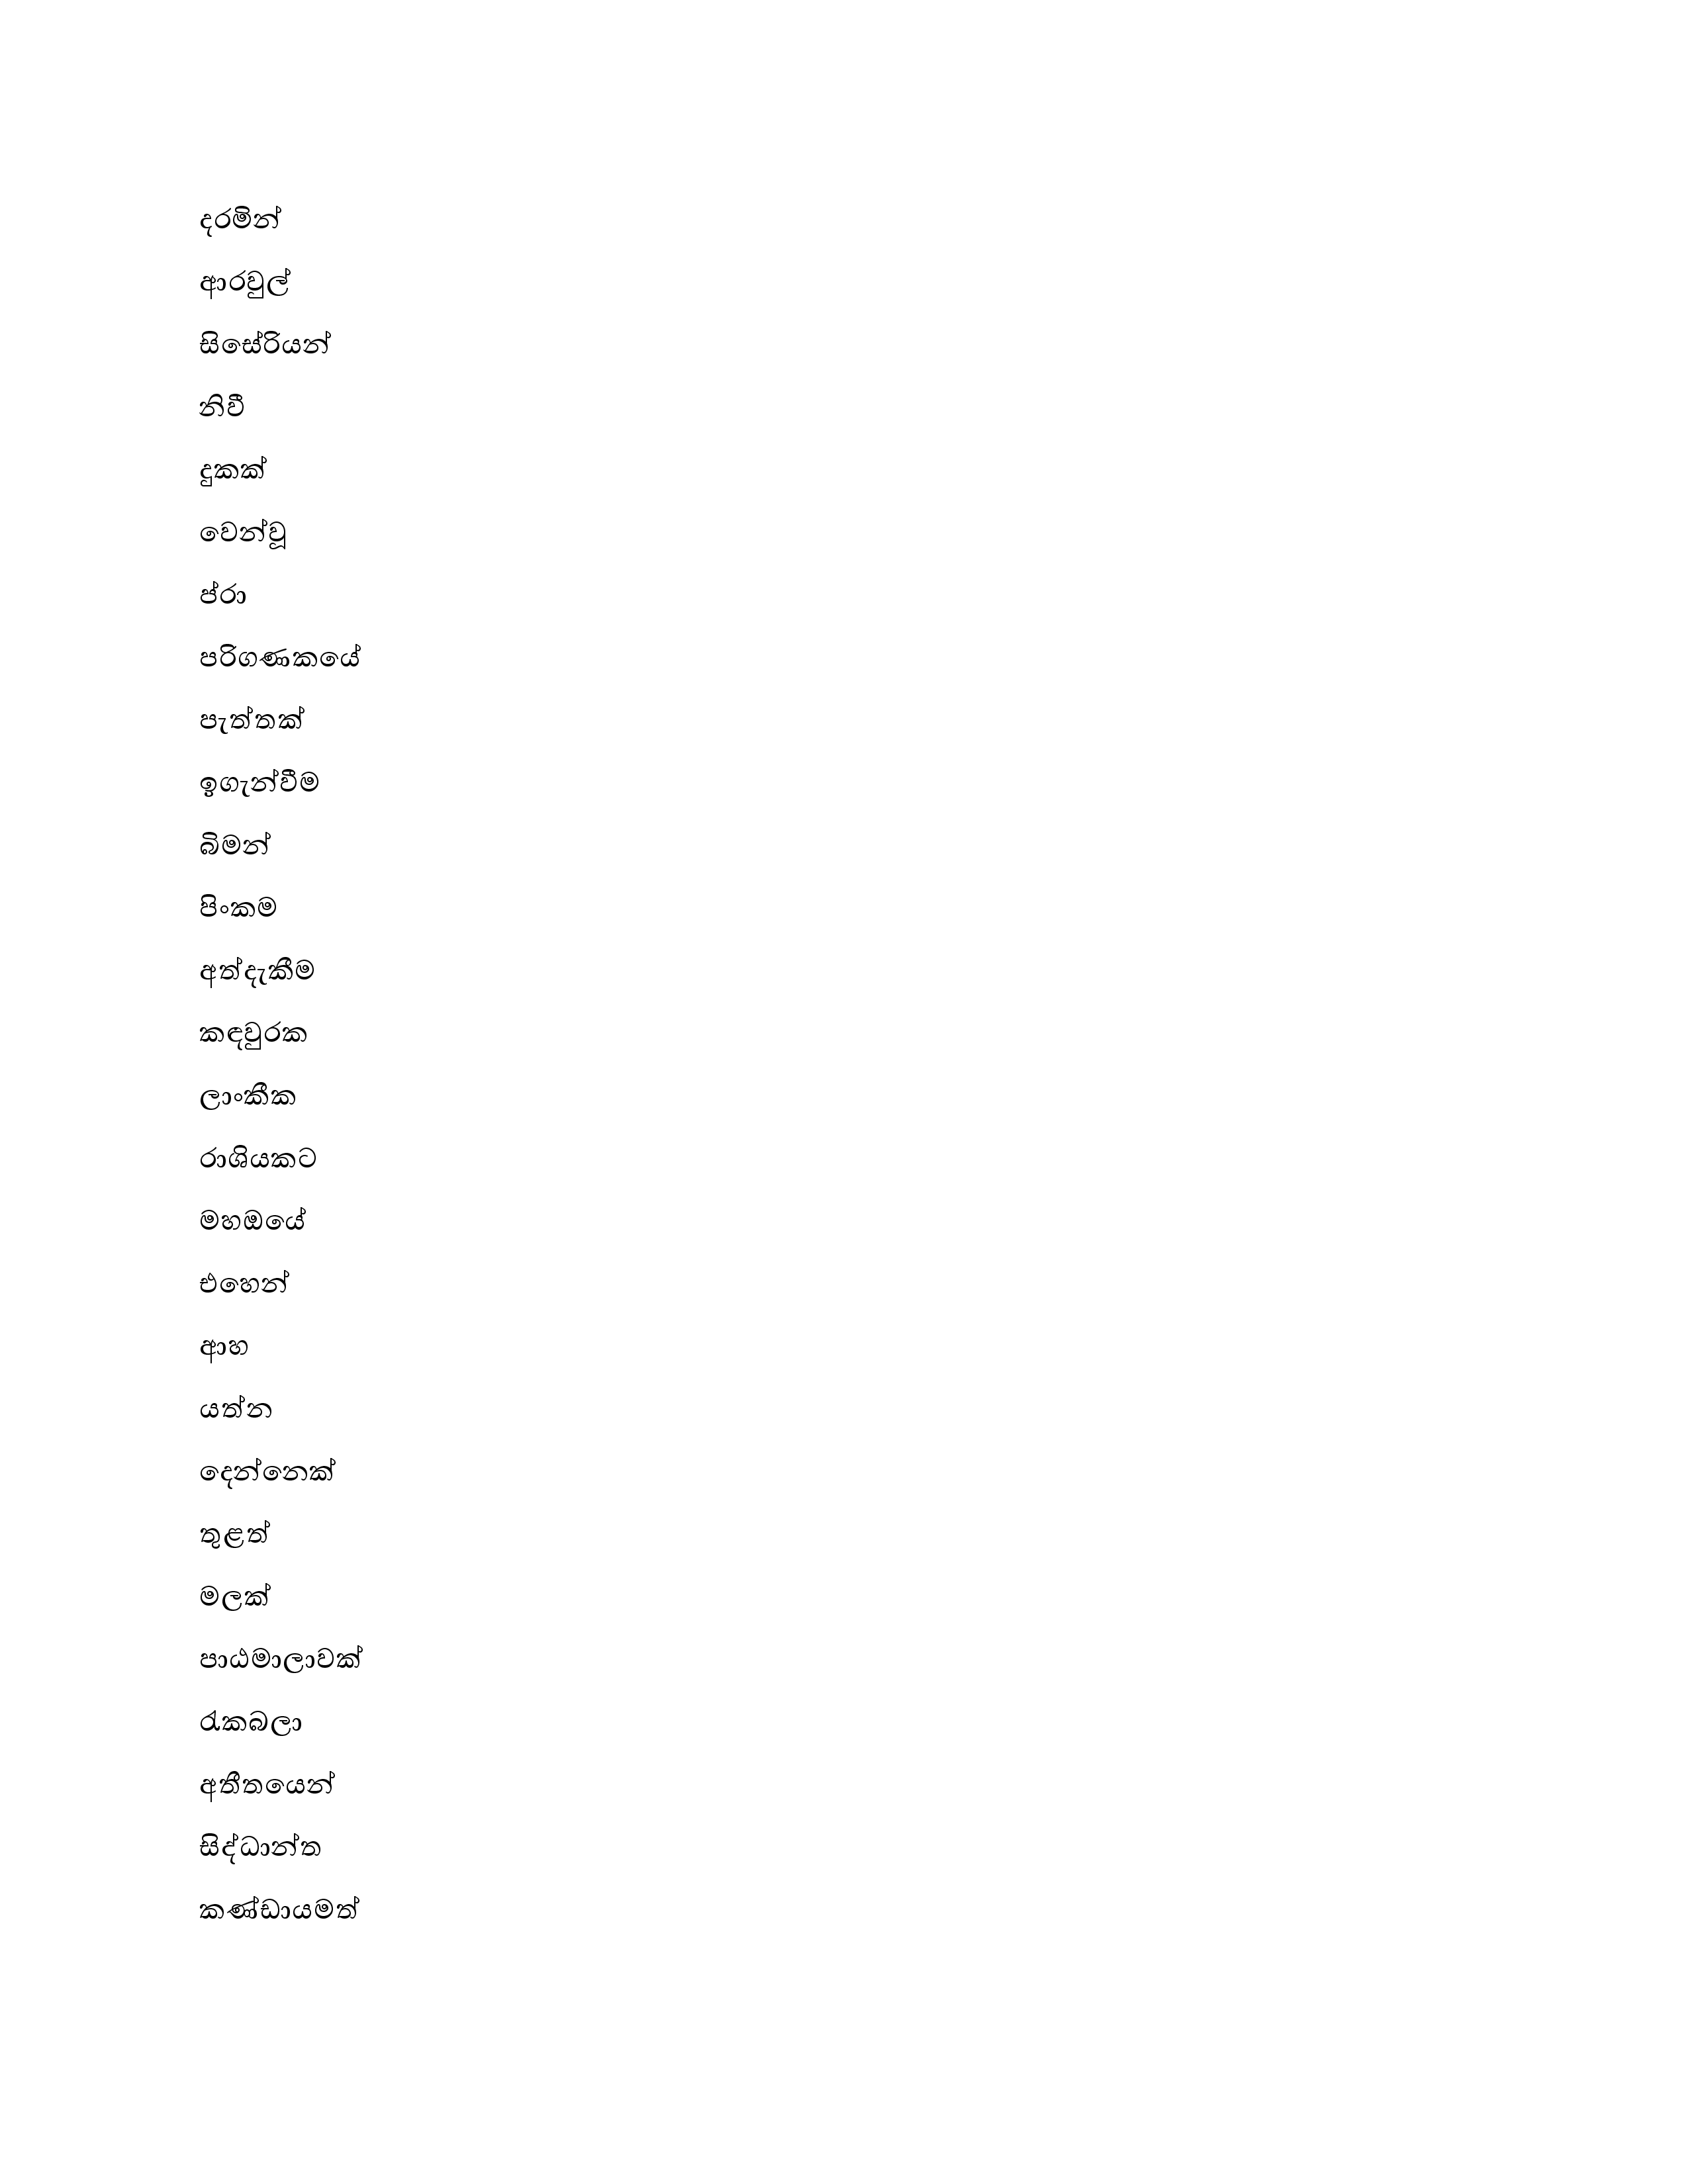 දරමින්
ආරවුල්
සිසේරියන්
නිවී
දුකක්
වෙන්වූ
ප්රා
පරිගණකයේ
පැත්තක්
ඉගැන්වීම
බිමන්
පිංකම
අත්දැකීම
කඳවුරක
ලාංකීක
රාශියකට
මහඔයේ
එහෙන්
ආහ
යත්න
දෙන්නෙක්
තුළත්
මලක්
පාඨමාලාවක්
රැකබලා
අතීතයෙන්
සිද්ධාන්ත
කණ්ඩායමත්